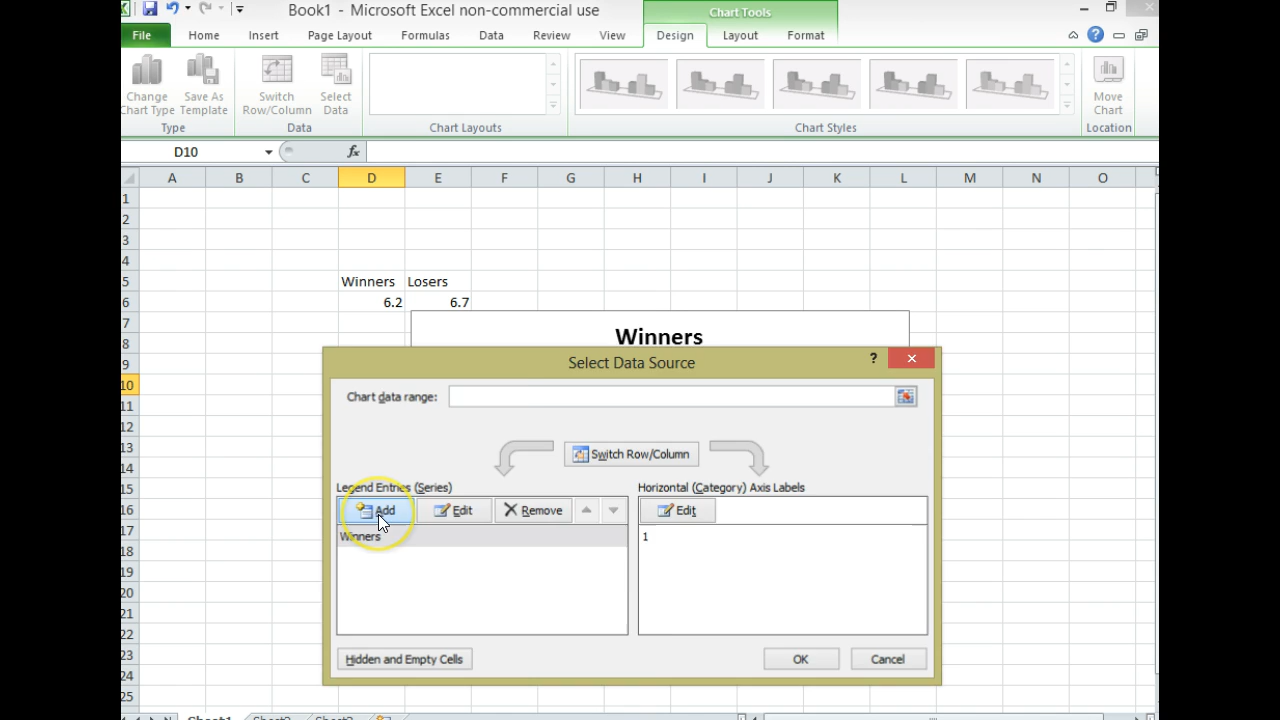 Book1 - Microsoft Excel non-commercial use
Chart Tools
File Home Insert Page Layout Formulas Data Review View Design Layout Format
Change Chart Type
Save As Template
Switch Row/Column
Select Data
Move Chart
Type Data Chart Layouts Chart Styles Location
D10 fx
A B C D E F G H I J K L M N O
1
2
3
4
5 Winners Losers
6 6.2 6.7
7
8 Winners
9
10
11
12
13
14
15
16
17
18
19
20
21
22
23
24
25
Select Data Source
?
Chart data range:
Switch Row/Column
Legend Entries (Series)
Add Edit Remove
Winners
Horizontal (Category) Axis Labels
Edit
1
Hidden and Empty Cells
OK Cancel
Sheet1 Sheet2 Sheet3